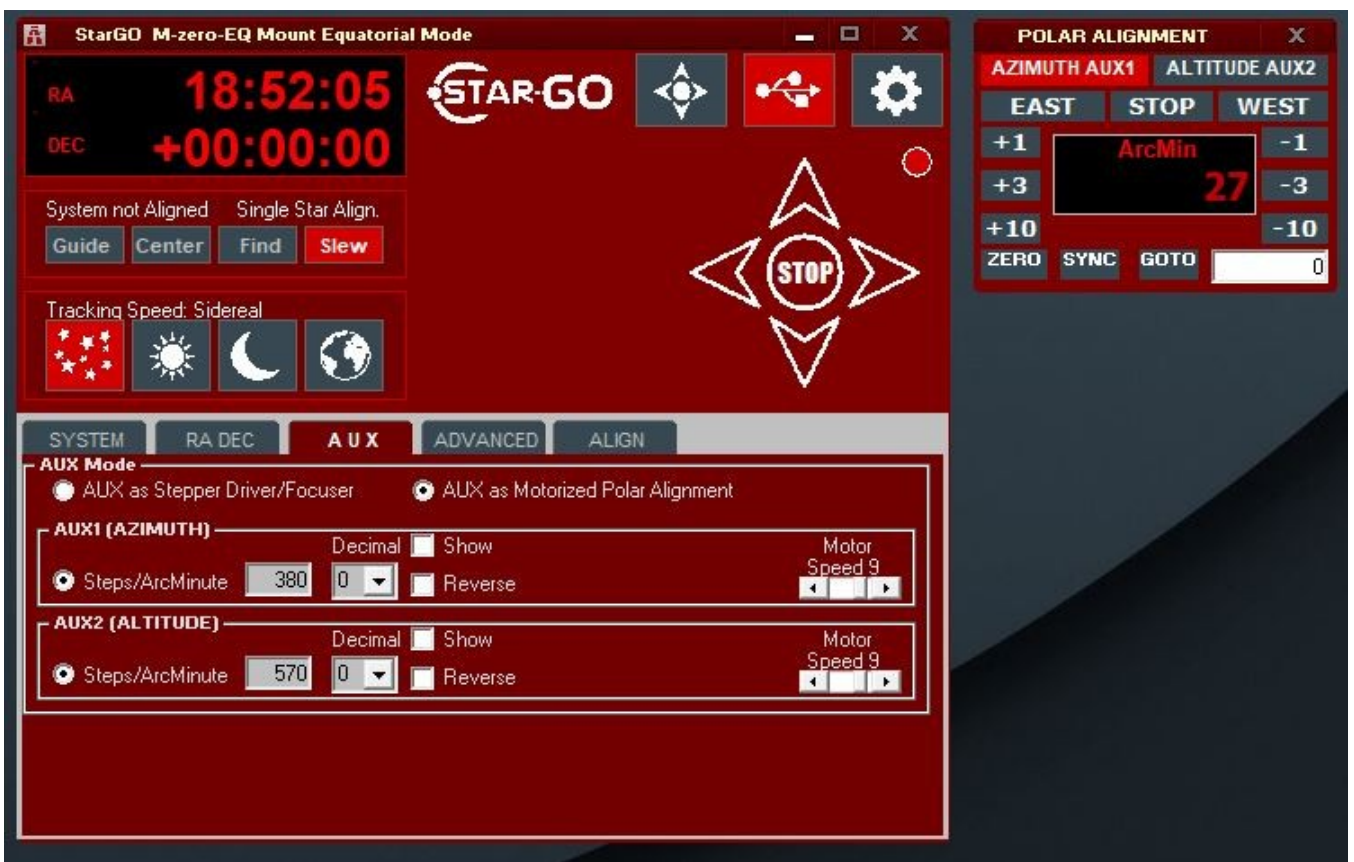 StarGO M-zero-EQ Mount Equatorial Mode
X
RA 18:52:05
DEC +00:00:00
STAR·GO
System not Aligned Single Star Align.
Guide Center Find Slew
STOP
Tracking Speed: Sidereal
SYSTEM RA DEC AUX ADVANCED ALIGN
AUX Mode
AUX as Stepper Driver/Focuser AUX as Motorized Polar Alignment
AUX1 (AZIMUTH)
Decimal Show Motor
Steps/ArcMinute 380 0 Reverse Speed 9
AUX2 (ALTITUDE)
Decimal Show Motor
Steps/ArcMinute 570 0 Reverse Speed 9
POLAR ALIGNMENT X
AZIMUTH AUX1 ALTITUDE AUX2
EAST STOP WEST
+1 ArcMin -1
+3 27 -3
+10 -10
ZERO SYNC GOTO 0